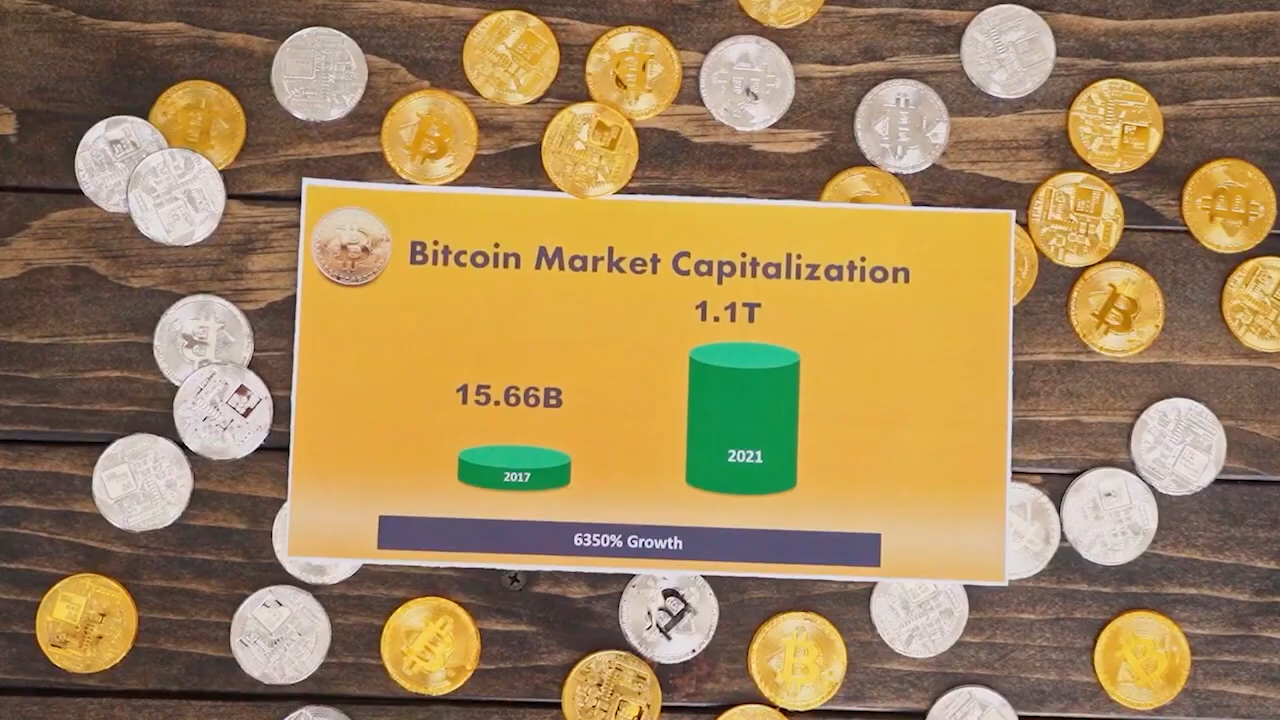 Bitcoin Market Capitalization
1.1T
15.66B
2021
2017
6350% Growth